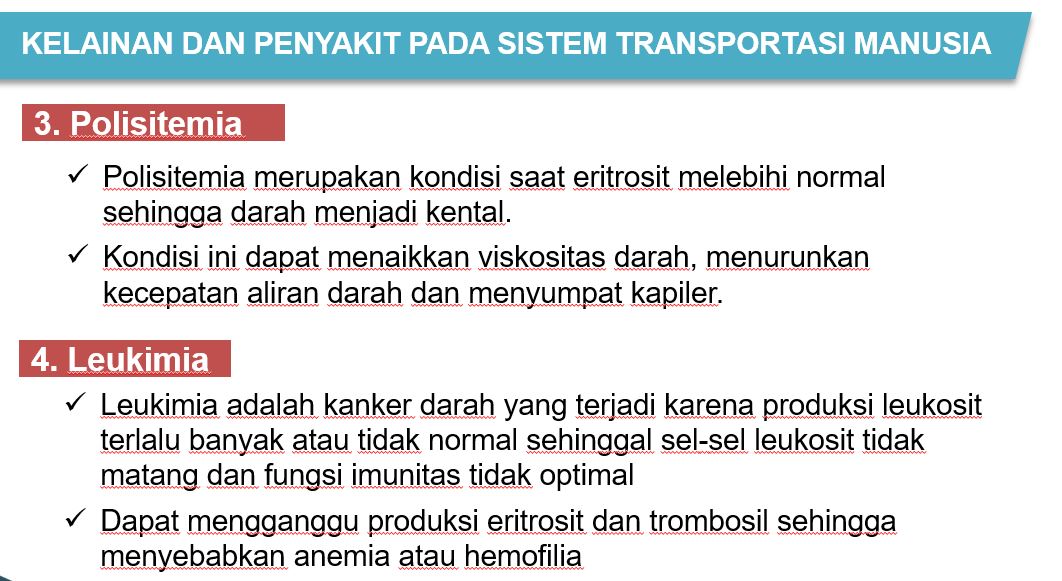 KELAINAN DAN PENYAKIT PADA SISTEM TRANSPORTASI MANUSIA
3. Polisitemia
✓ Polisitemia merupakan kondisi saat eritrosit melebihi normal
sehingga darah menjadi kental.
✓ Kondisi ini dapat menaikkan viskositas darah, menurunkan
kecepatan aliran darah dan menyumpat kapiler.
4. Leukimia
✓ Leukimia adalah kanker darah yang terjadi karena produksi leukosit
terlalu banyak atau tidak normal sehinggal sel-sel leukosit tidak
matang dan fungsi imunitas tidak optimal
✓ Dapat mengganggu produksi eritrosit dan trombosil sehingga
menyebabkan anemia atau hemofilia